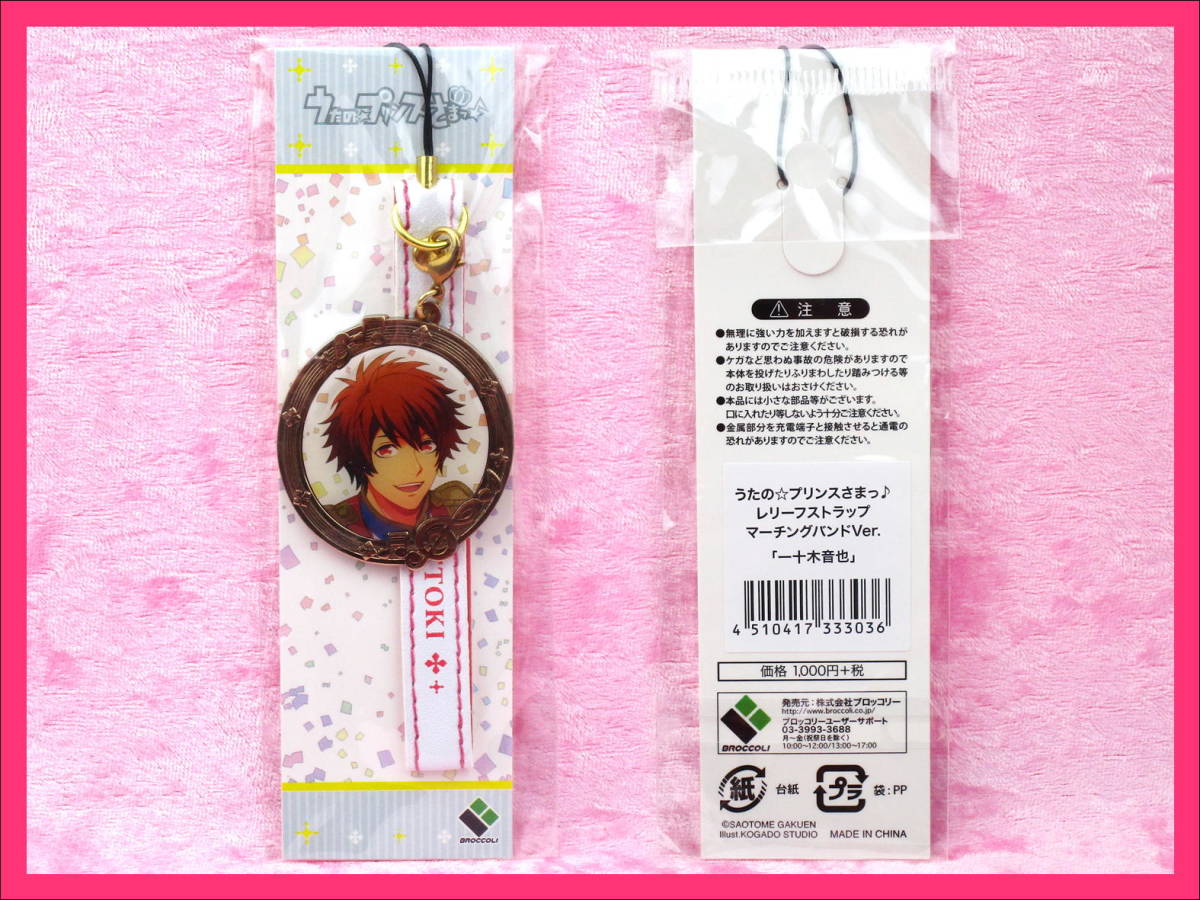 うたの☆プリンスさまっ♪
TOKI
BROCCOLI
注意
●無理に強い力を加えますと破損する恐れが
ありますのでご注意ください。
●ケガなど思わぬ事故の危険がありますので
本体を投げたりふりまわしたり踏みつける等
のお取り扱いはおさけください。
●本品には小さな部品等がございます。
口に入れたり等しないよう十分ご注意ください。
●金属部分を充電端子と接触させると通電の
恐れがありますのでご注意ください。
うたの☆プリンスさまっ♪
レリーフストラップ
マーチングバンドVer.
「一十木音也」
4 510417 333036
価格 1,000円+税
発売元:株式会社ブロッコリー
http://www.broccoli.co.jp/
ブロッコリーユーザーサポート
03-3993-3688
月～金(祝祭日を除く)
10:00～12:00/13:00～17:00
BROCCOLI
紙 台紙 プラ 袋:PP
©SAOTOME GAKUEN
Illust.KOGADO STUDIO MADE IN CHINA